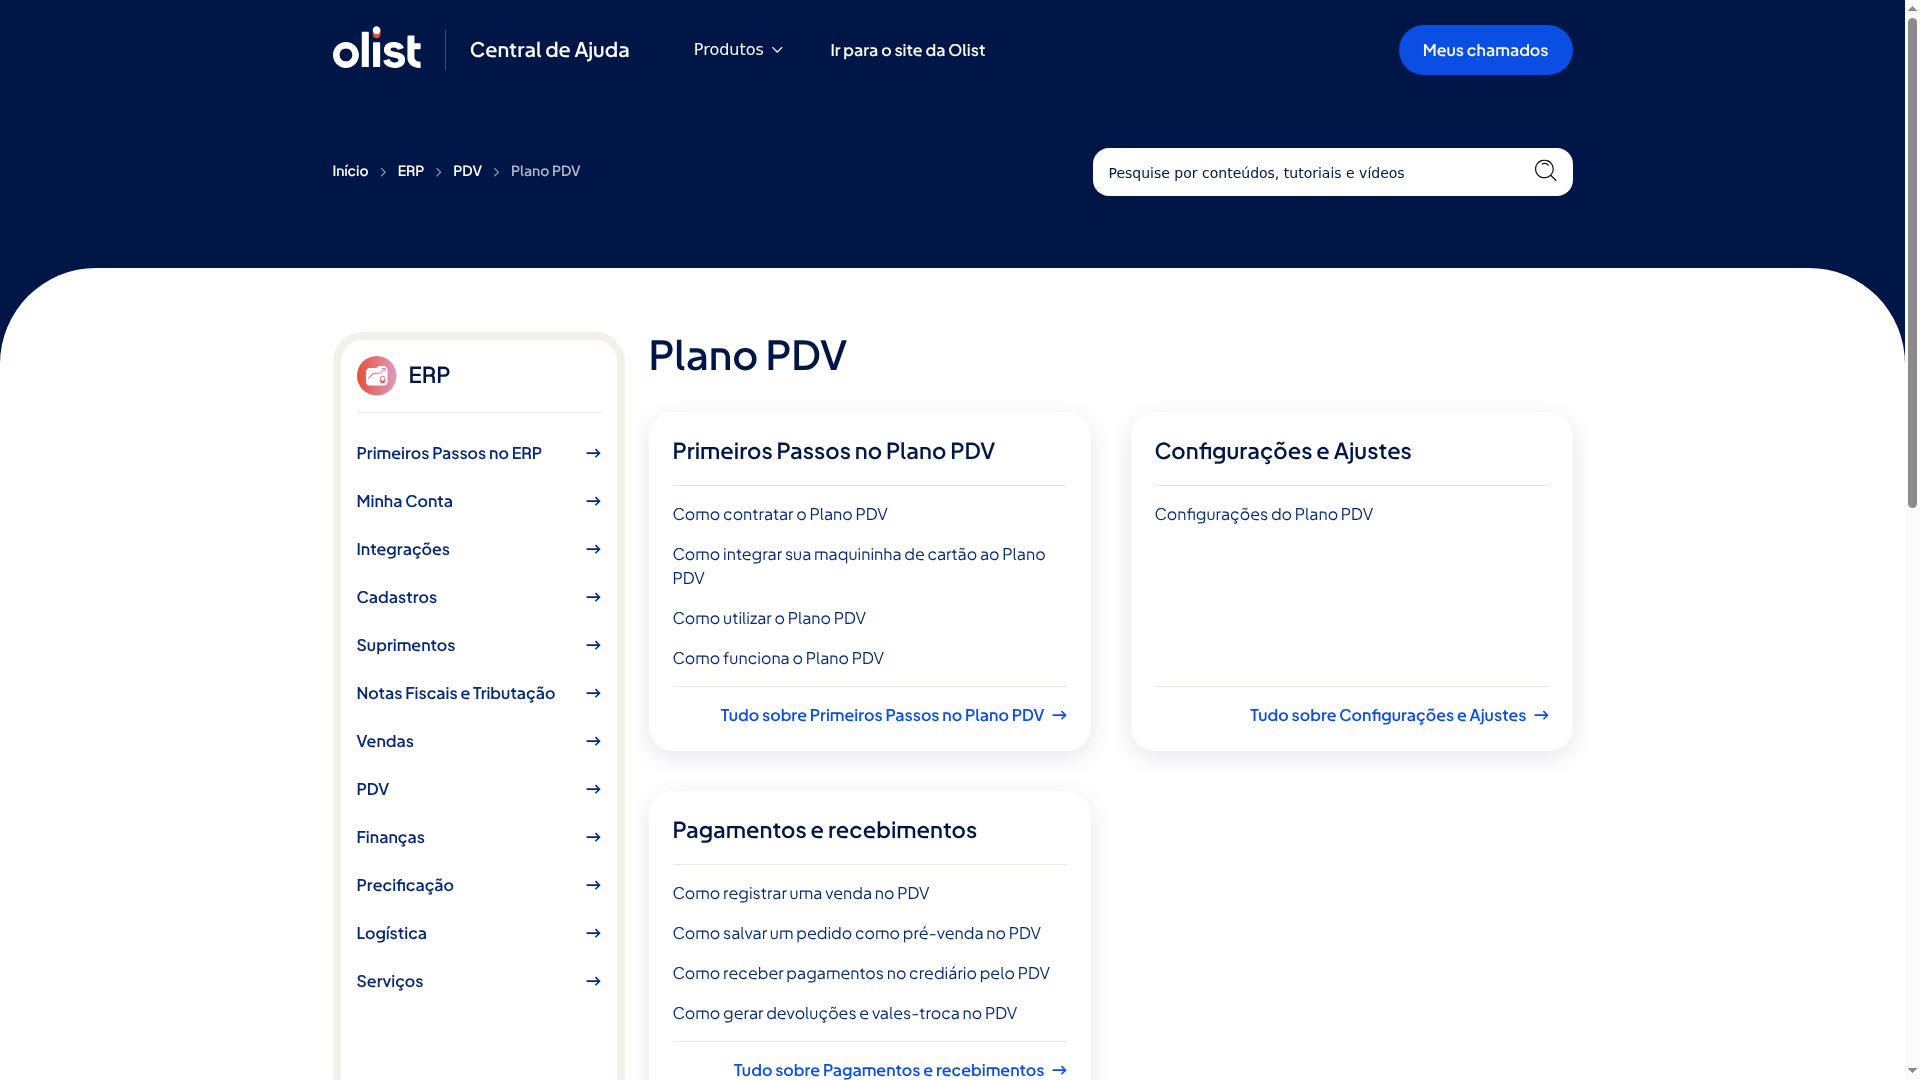 olist
Central de Ajuda
Produtos
Ir para o site da Olist
Meus chamados
Início > ERP > PDV > Plano PDV
Pesquise por conteúdos, tutoriais e vídeos
ERP
Primeiros Passos no ERP
Minha Conta
Integrações
Cadastros
Suprimentos
Notas Fiscais e Tributação
Vendas
PDV
Finanças
Precificação
Logística
Serviços
Plano PDV
Primeiros Passos no Plano PDV
Como contratar o Plano PDV
Como integrar sua maquininha de cartão ao Plano
PDV
Como utilizar o Plano PDV
Como funciona o Plano PDV
Tudo sobre Primeiros Passos no Plano PDV
Configurações e Ajustes
Configurações do Plano PDV
Tudo sobre Configurações e Ajustes
Pagamentos e recebimentos
Como registrar uma venda no PDV
Como salvar um pedido como pré-venda no PDV
Como receber pagamentos no crediário pelo PDV
Como gerar devoluções e vales-troca no PDV
Tudo sobre Pagamentos e recebimentos